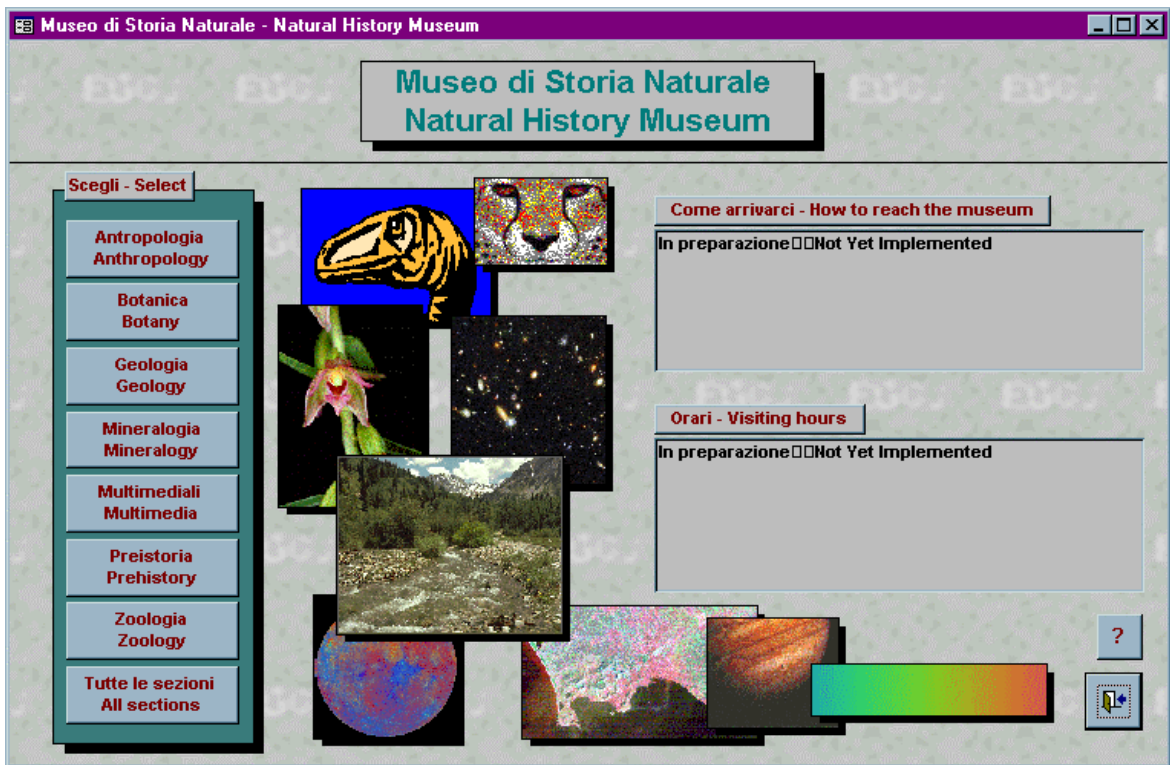 Museo di Storia Naturale - Natural History Museum
Museo di Storia Naturale
Natural History Museum
Scegli - Select
Antropologia
Anthropology
Botanica
Botany
Geologia
Geology
Mineralogia
Mineralogy
Multimediali
Multimedia
Preistoria
Prehistory
Zoologia
Zoology
Tutte le sezioni
All sections
Come arrivarci - How to reach the museum
In preparazione▯▯Not Yet Implemented
Orari - Visiting hours
In preparazione▯▯Not Yet Implemented
?